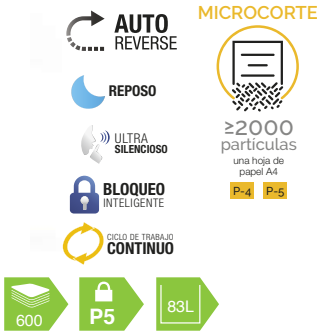 AUTO
REVERSE
REPOSO
ULTRA
SILENCIOSO
BLOQUEO
INTELIGENTE
CICLO DE TRABAJO
CONTINUO
MICROCORTE
≥2000
partículas
una hoja de
papel A4
P-4 P-5
600
P5
83L